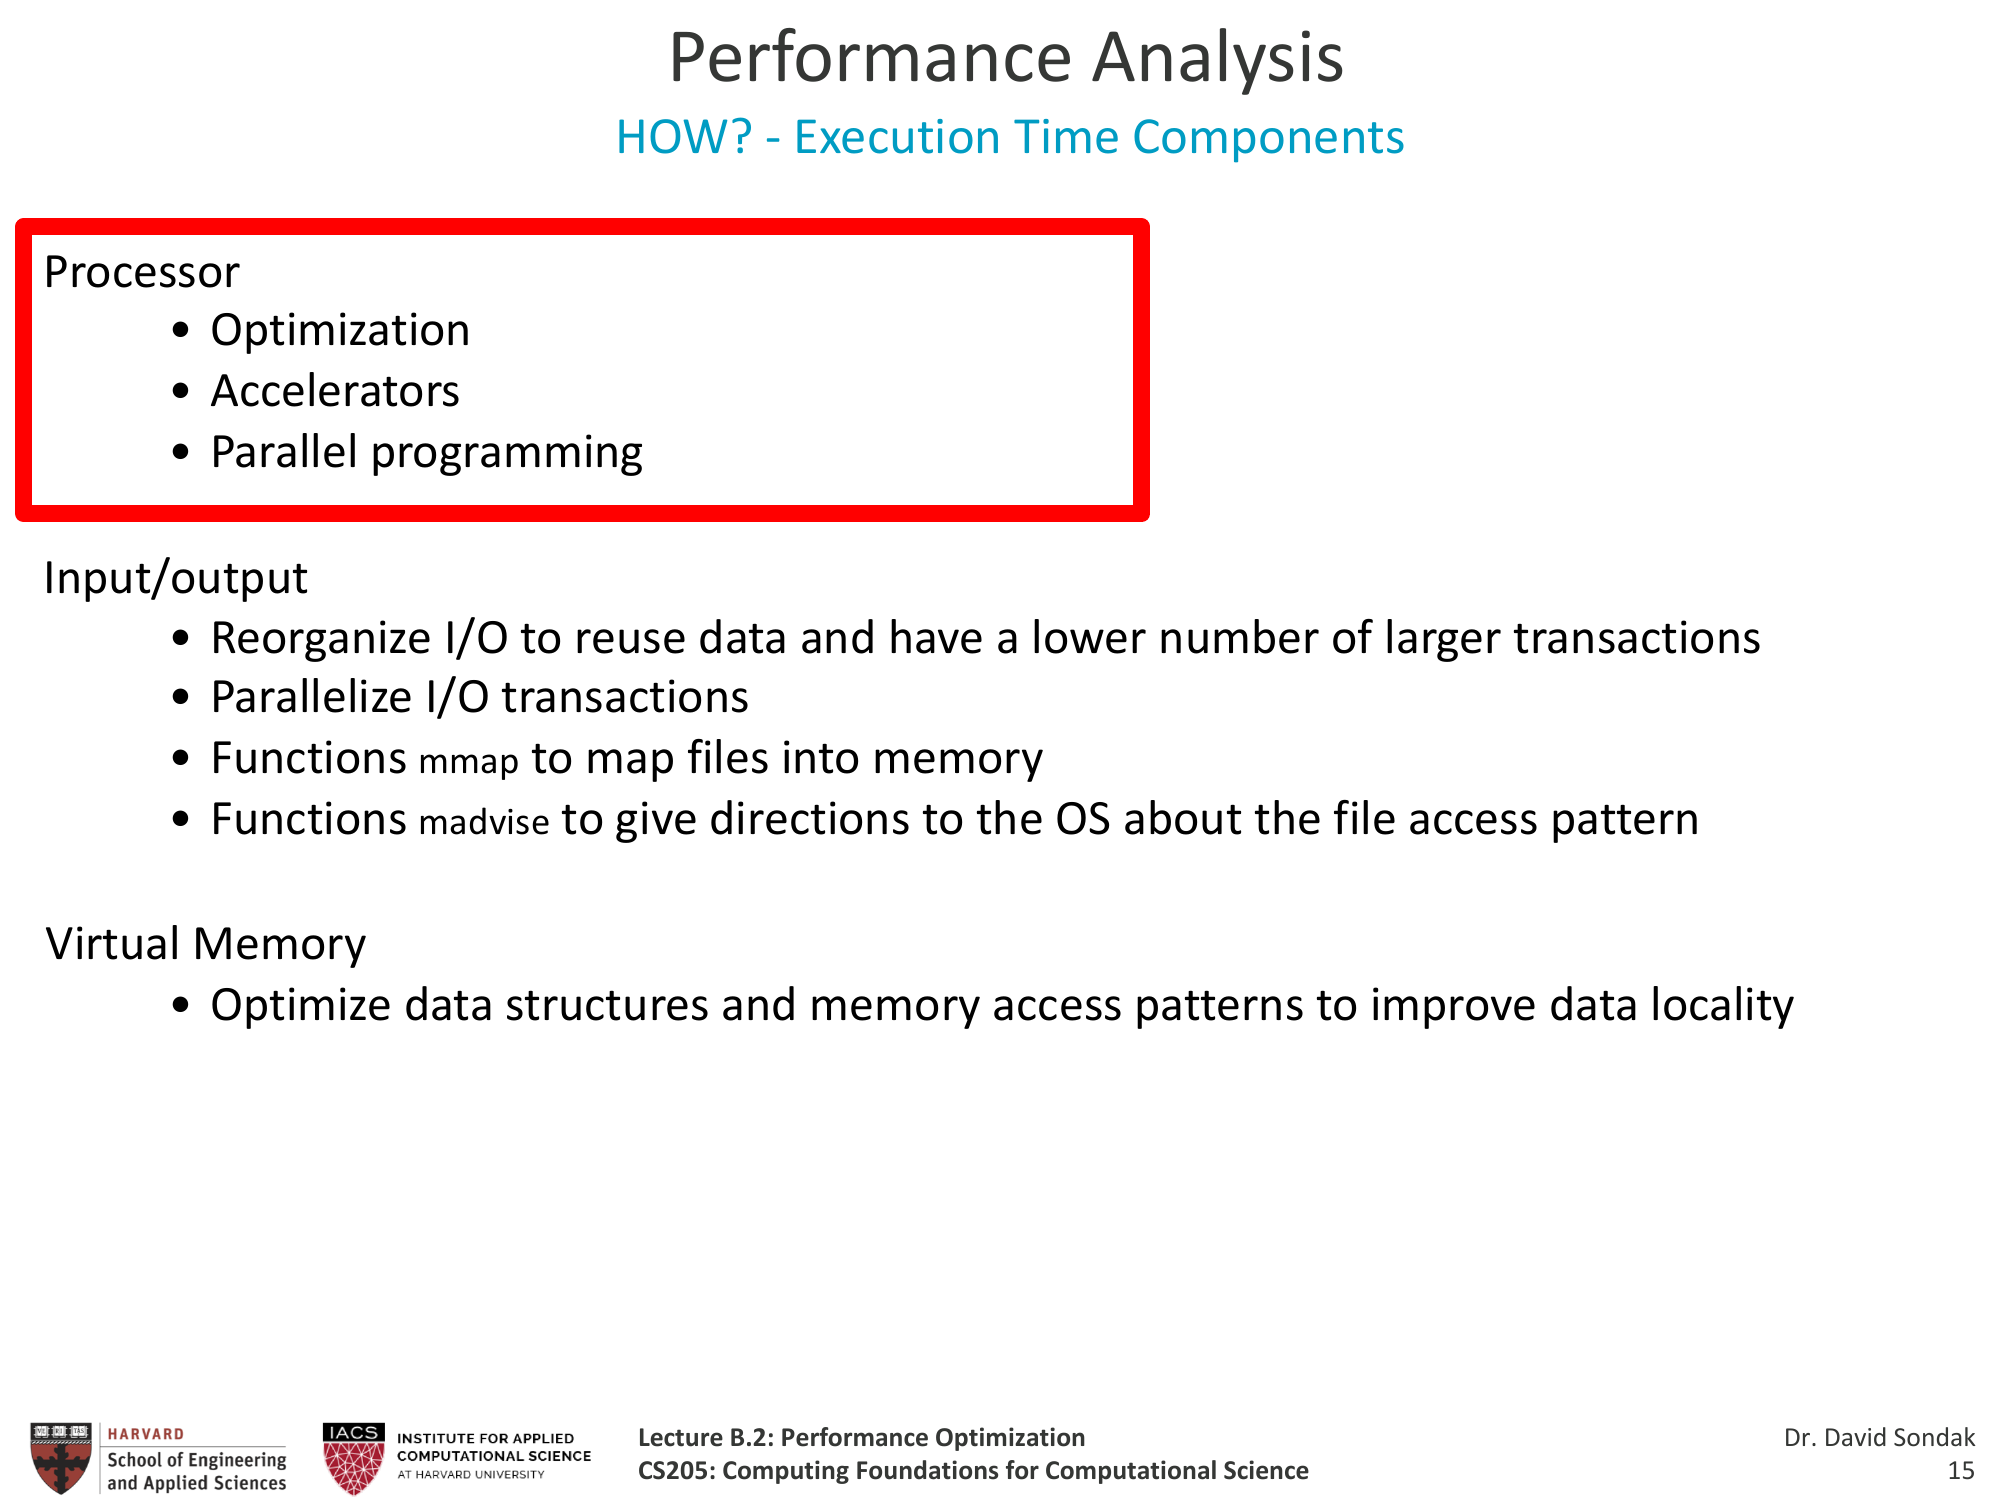 Performance Analysis
HOW? - Execution Time Components
Processor
• Optimization
• Accelerators
• Parallel programming
Input/output
• Reorganize I/O to reuse data and have a lower number of larger transactions
• Parallelize I/O transactions
• Functions mmap to map files into memory
• Functions madvise to give directions to the OS about the file access pattern
Virtual Memory
• Optimize data structures and memory access patterns to improve data locality
HARVARD
School of Engineering
and Applied Sciences
IACS
INSTITUTE FOR APPLIED
COMPUTATIONAL SCIENCE
AT HARVARD UNIVERSITY
Lecture B.2: Performance Optimization
CS205: Computing Foundations for Computational Science
Dr. David Sondak
15